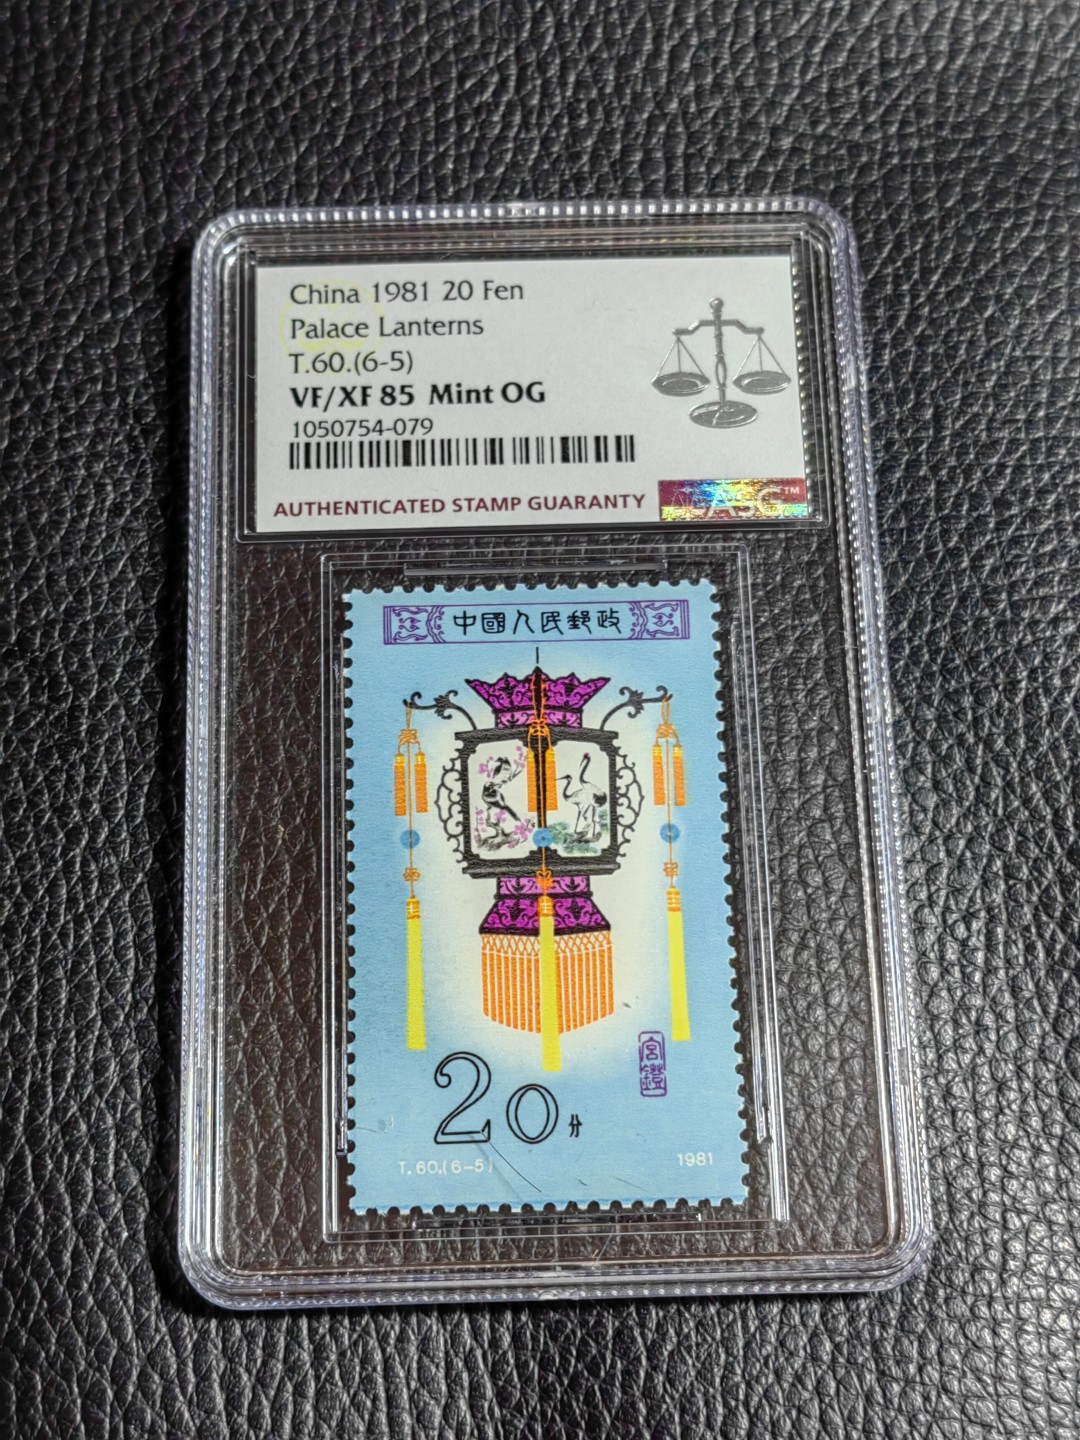 China 1981 20 Fen
Palace Lanterns
T.60.(6-5)
VF/XF 85 Mint OG
1050754-079
AUTHENTICATED STAMP GUARANTY
ASG™
中國人民郵政
宮燈
20分
T.60.(6-5)
1981